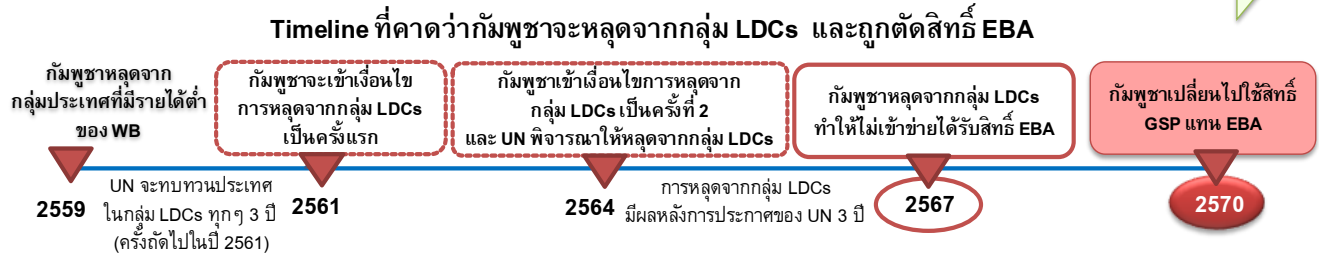 Timeline ที่คาดว่ากัมพูชาจะหลุดจากกลุ่ม LDCs และถูกตัดสิทธิ์ EBA
กัมพูชาหลุดจาก
กลุ่มประเทศที่มีรายได้ต่ำ
ของ WB
กัมพูชาจะเข้าเงื่อนไข
การหลุดจากกลุ่ม LDCs
เป็นครั้งแรก
กัมพูชาเข้าเงื่อนไขการหลุดจาก
กลุ่ม LDCs เป็นครั้งที่ 2
และ UN พิจารณาให้หลุดจากกลุ่ม LDCs
กัมพูชาหลุดจากกลุ่ม LDCs
ทำให้ไม่เข้าข่ายได้รับสิทธิ์ EBA
กัมพูชาเปลี่ยนไปใช้สิทธิ์
GSP แทน EBA
2559
UN จะทบทวนประเทศ
ในกลุ่ม LDCs ทุกๆ 3 ปี
(ครั้งถัดไปในปี 2561)
2561
2564
การหลุดจากกลุ่ม LDCs
มีผลหลังการประกาศของ UN 3 ปี
2567
2570